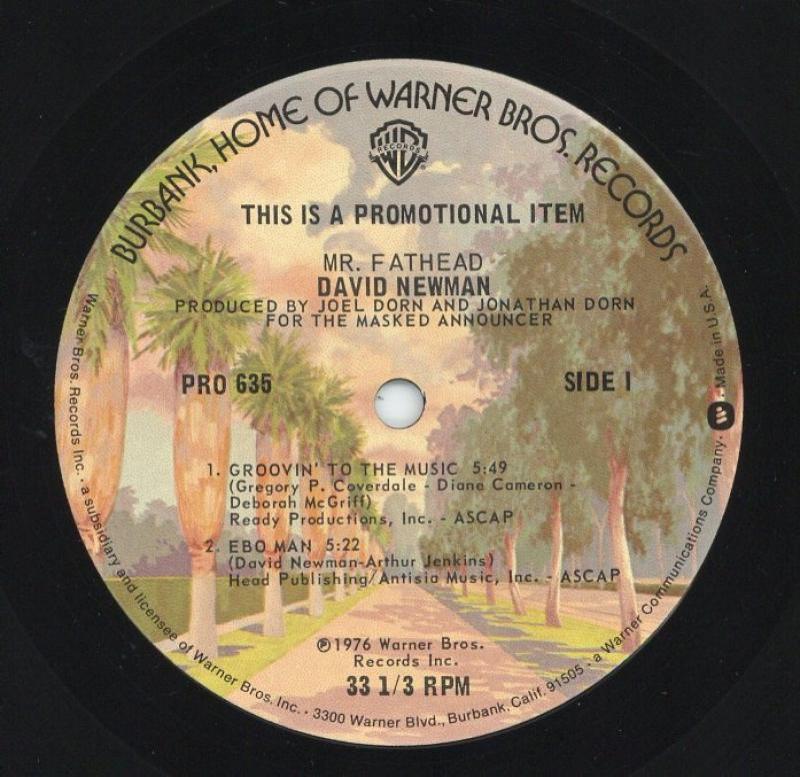 BURBANK, HOME OF WARNER BROS. RECORDS
W
RECORDS
THIS IS A PROMOTIONAL ITEM
MR. FATHEAD
DAVID NEWMAN
PRODUCED BY JOEL DORN AND JONATHAN DORN
FOR THE MASKED ANNOUNCER
PRO 635
SIDE 1
1. GROOVIN' TO THE MUSIC 5:49
(Gregory P. Coverdale - Diane Cameron -
Deborah McGriff)
Ready Productions, Inc. - ASCAP
2. EBO MAN 5:22
(David Newman-Arthur Jenkins)
Head Publishing/Antisia Music, Inc. - ASCAP
℗1976 Warner Bros.
Records Inc.
33 1/3 RPM
Warner Bros. Records Inc. • a subsidiary and licensee of Warner Bros. Inc. • 3300 Warner Blvd., Burbank, Calif. 91505 • a Warner Communications Company • Made in U.S.A.